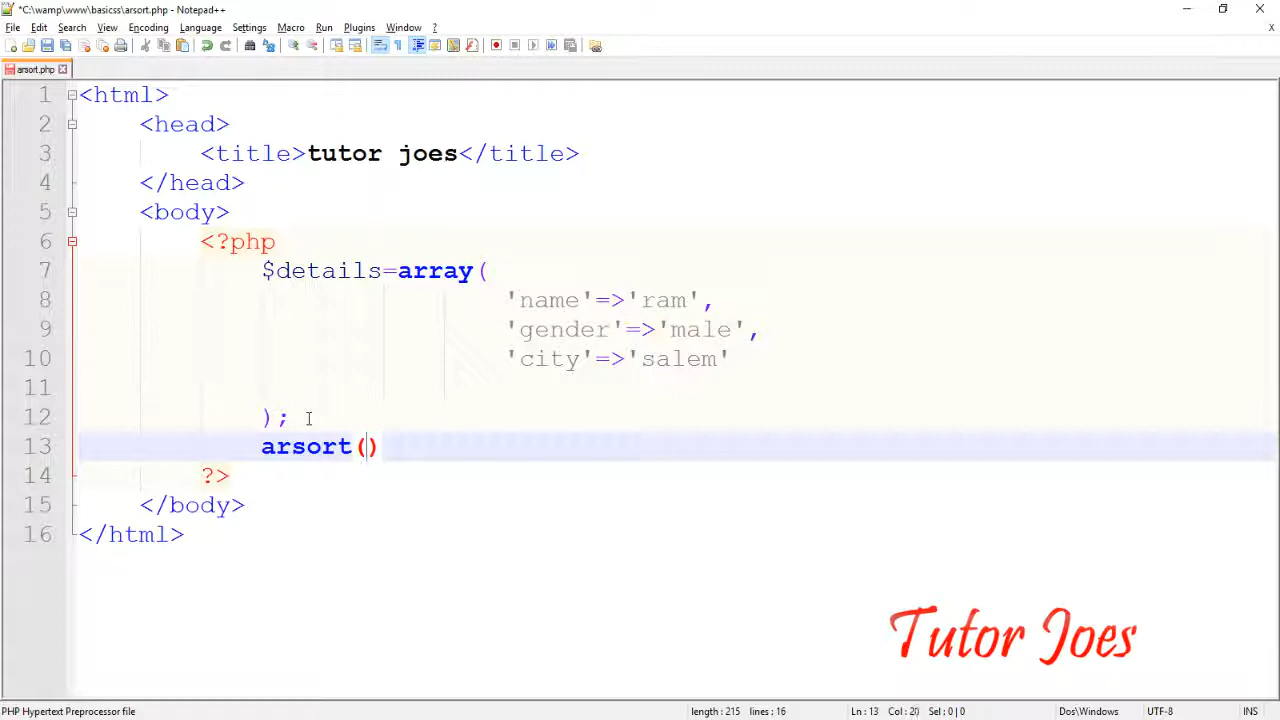 *C:\wamp\www\basicss\arsort.php - Notepad++
File Edit Search View Encoding Language Settings Macro Run Plugins Window ?
X
arsort.php
1 <html>
2 <head>
3 <title>tutor joes</title>
4 </head>
5 <body>
6 <?php
7 $details=array(
8 'name'=>'ram',
9 'gender'=>'male',
10 'city'=>'salem'
11
12 );
13 arsort()
14 ?>
15 </body>
16 </html>
Tutor Joes
PHP Hypertext Preprocessor file length : 215 lines : 16 Ln : 13 Col : 20 Sel : 0 | 0 Dos\Windows UTF-8 INS